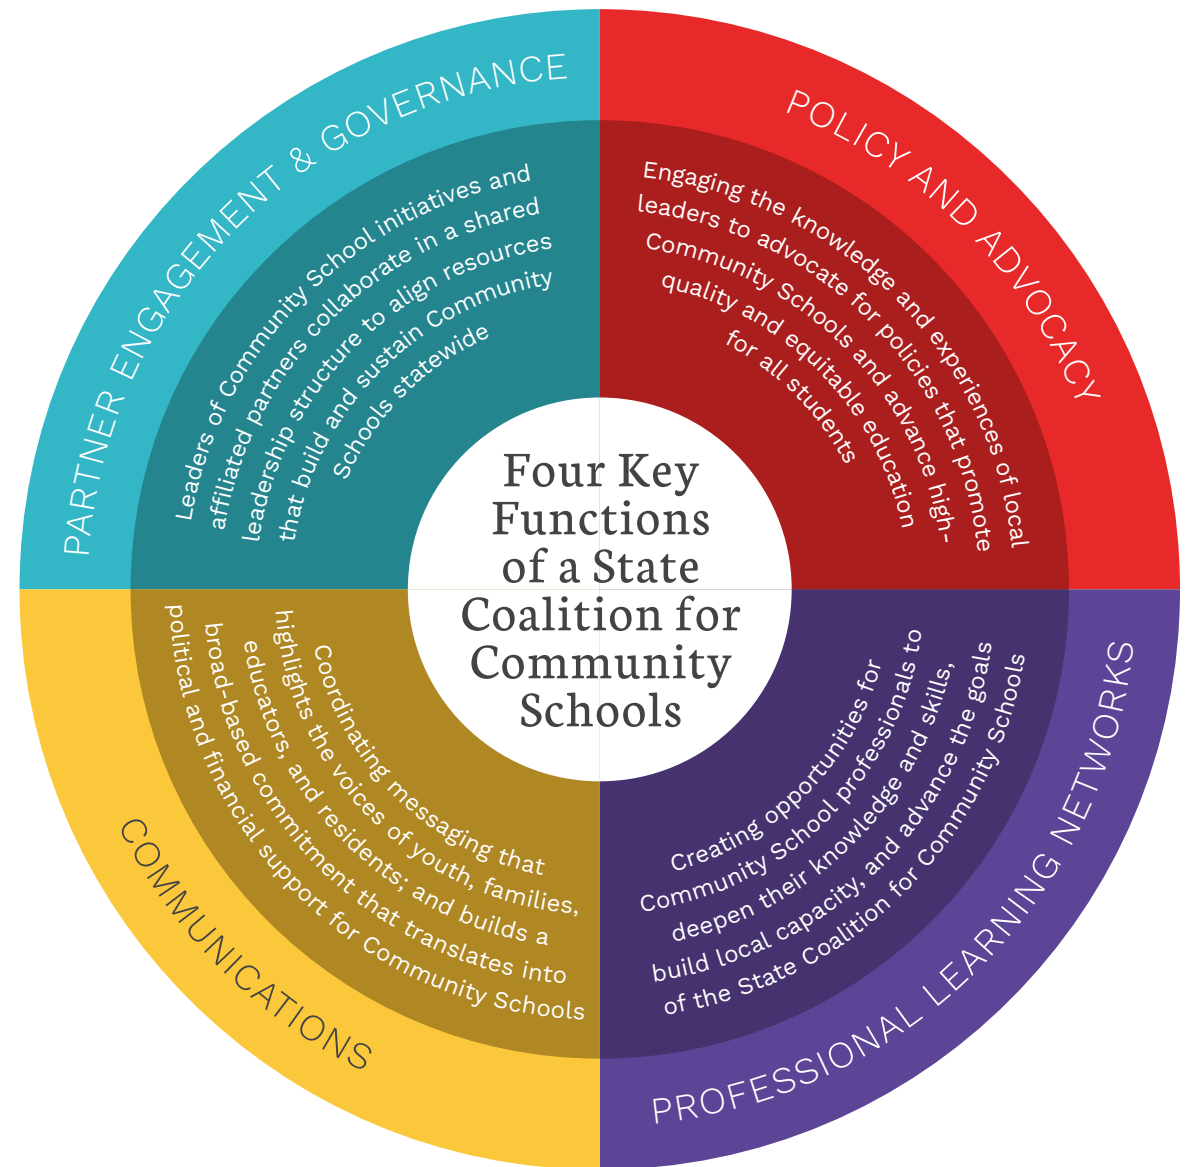 PARTNER ENGAGEMENT & GOVERNANCE
Leaders of Community School initiatives and
affiliated partners collaborate in a shared
leadership structure to align resources
that build and sustain Community
Schools statewide
POLICY AND ADVOCACY
Engaging the knowledge and experiences of local
leaders to advocate for policies that promote
Community Schools and advance high-
quality and equitable education
for all students
Four Key
Functions
of a State
Coalition for
Community
Schools
Coordinating messaging that
highlights the voices of youth, families,
educators, and residents; and builds a
broad-based commitment that translates into
political and financial support for Community Schools
COMMUNICATIONS
Creating opportunities for
Community School professionals to
deepen their knowledge and skills,
build local capacity, and advance the goals
of the State Coalition for Community Schools
PROFESSIONAL LEARNING NETWORKS